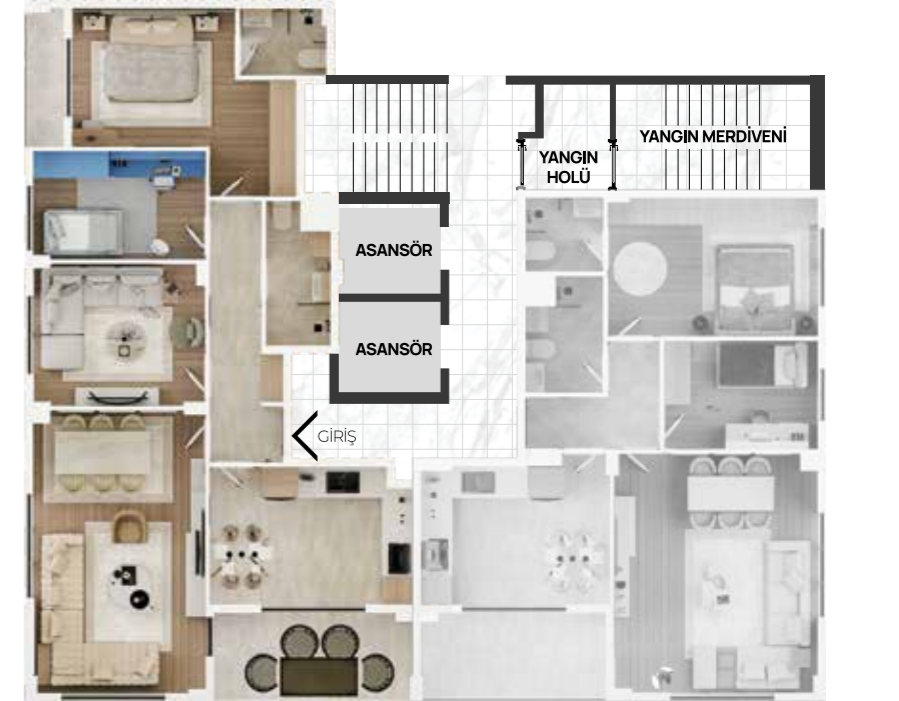 YANGIN MERDİVENİ
YANGIN
HOLÜ
ASANSÖR
ASANSÖR
GİRİŞ